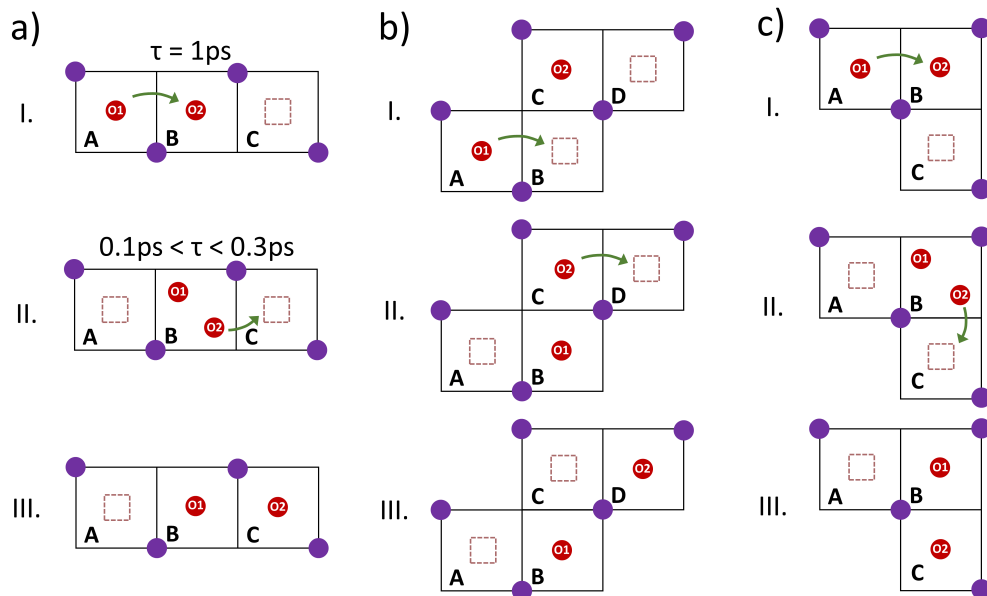 a)
τ = 1ps
I.
O1
O2
A
B
C
0.1ps < τ < 0.3ps
II.
O1
O2
A
B
C
III.
O1
O2
A
B
C
b)
I.
O2
C
D
O1
A
B
II.
O2
C
D
O1
A
B
III.
O2
C
D
O1
A
B
c)
I.
O1
O2
A
B
C
II.
O1
O2
A
B
C
III.
O1
A
B
O2
C